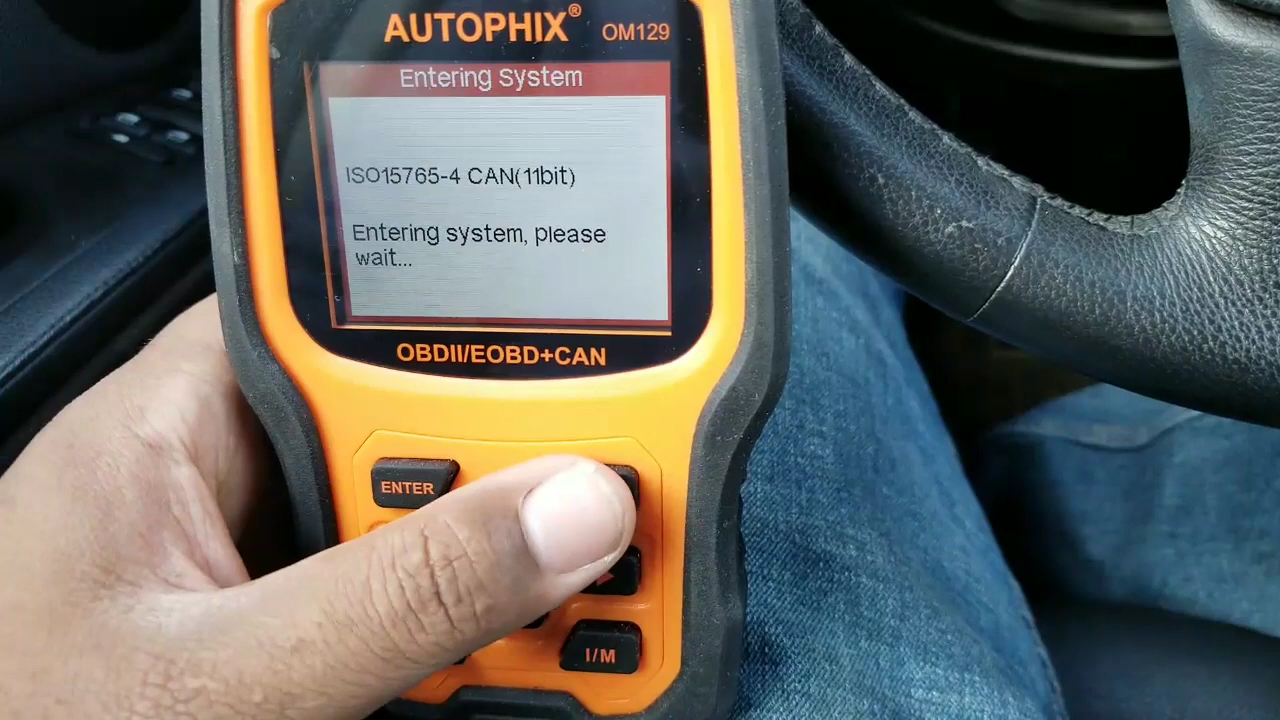 AUTOPHIX® OM129
Entering System
ISO15765-4 CAN(11bit)
Entering system, please
wait...
OBDII/EOBD+CAN
ENTER
I/M